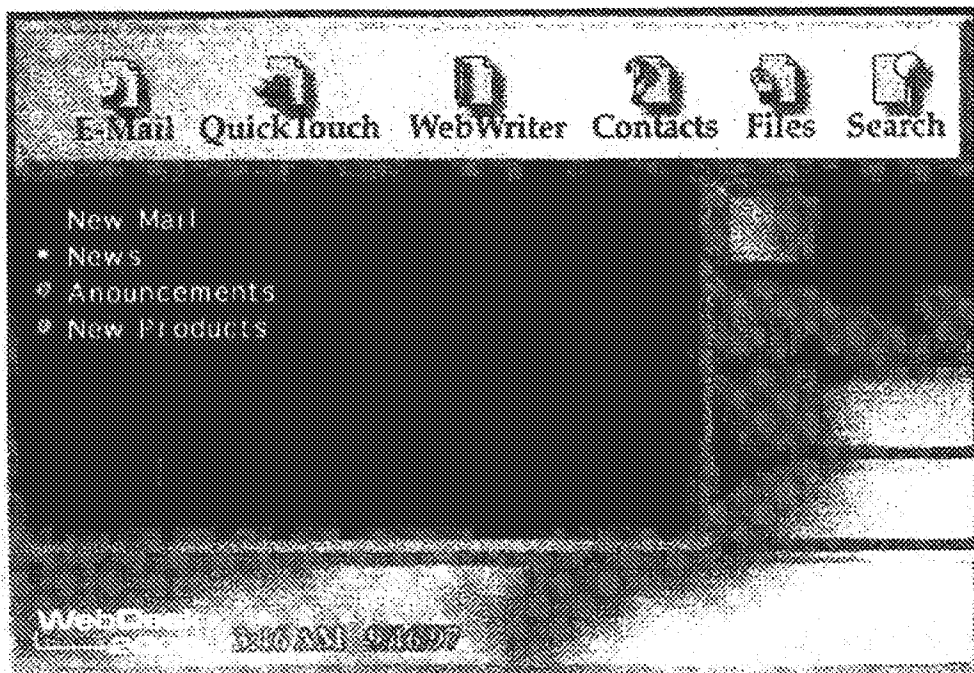 E-Mail QuickTouch WebWriter Contacts Files Search
New Mail
News
Anouncements
New Products